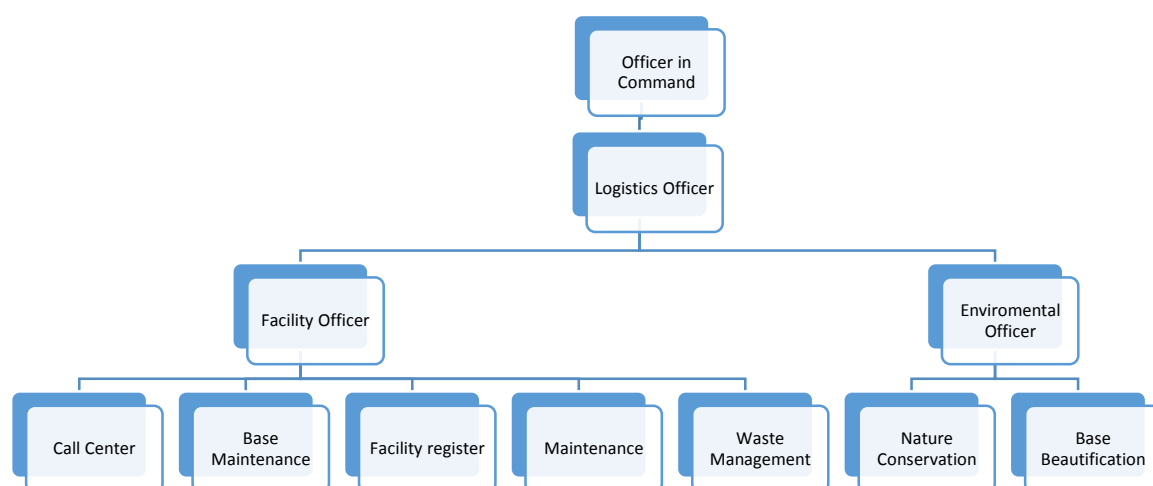 Officer in
Command
Logistics Officer
Facility Officer
Enviromental
Officer
Call Center
Base
Maintenance
Facility register
Maintenance
Waste
Management
Nature
Conservation
Base
Beautification